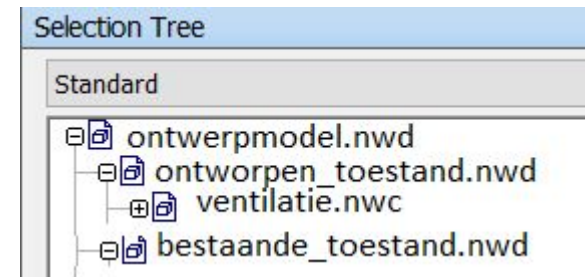 Selection Tree
Standard
ontwerpmodel.nwd
ontworpen_toestand.nwd
ventilatie.nwc
bestaande_toestand.nwd